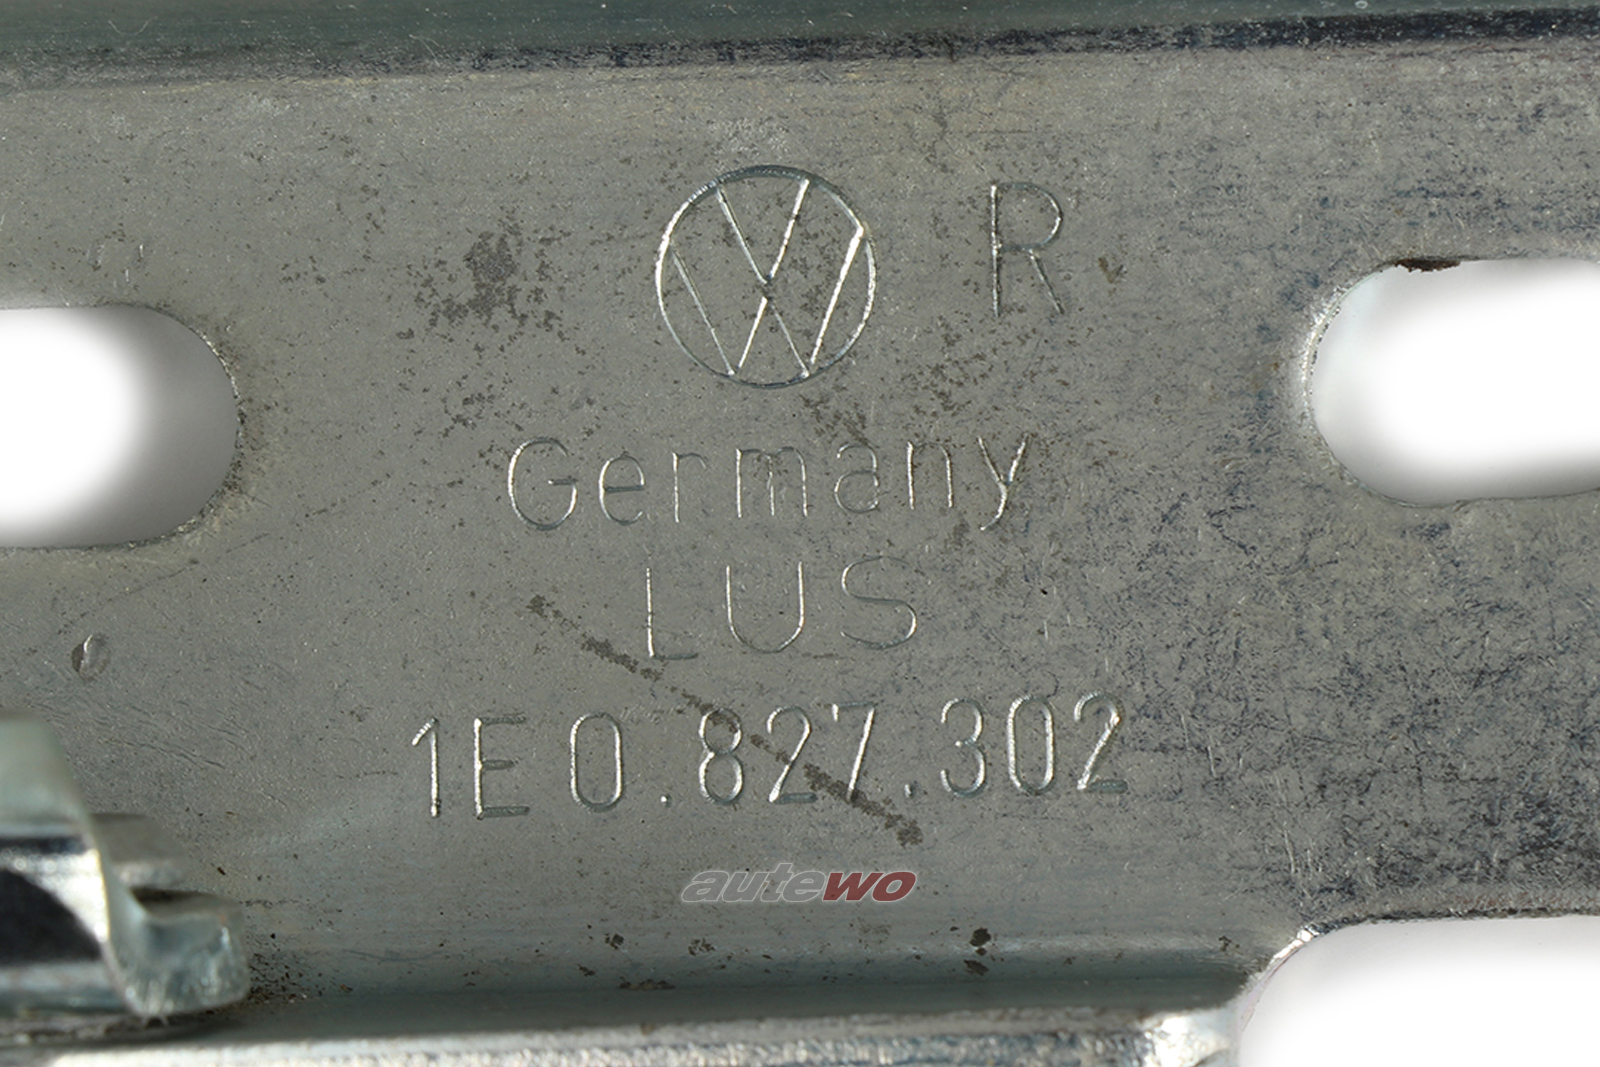 VW R
Germany
LUS
1E0.827.302
autewo